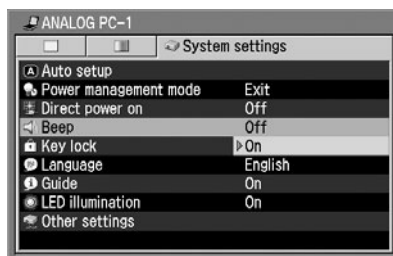 ANALOG PC-1
System settings
A Auto setup
Power management mode Exit
Direct power on Off
Beep Off
Key lock On
Language English
Guide On
LED illumination On
Other settings